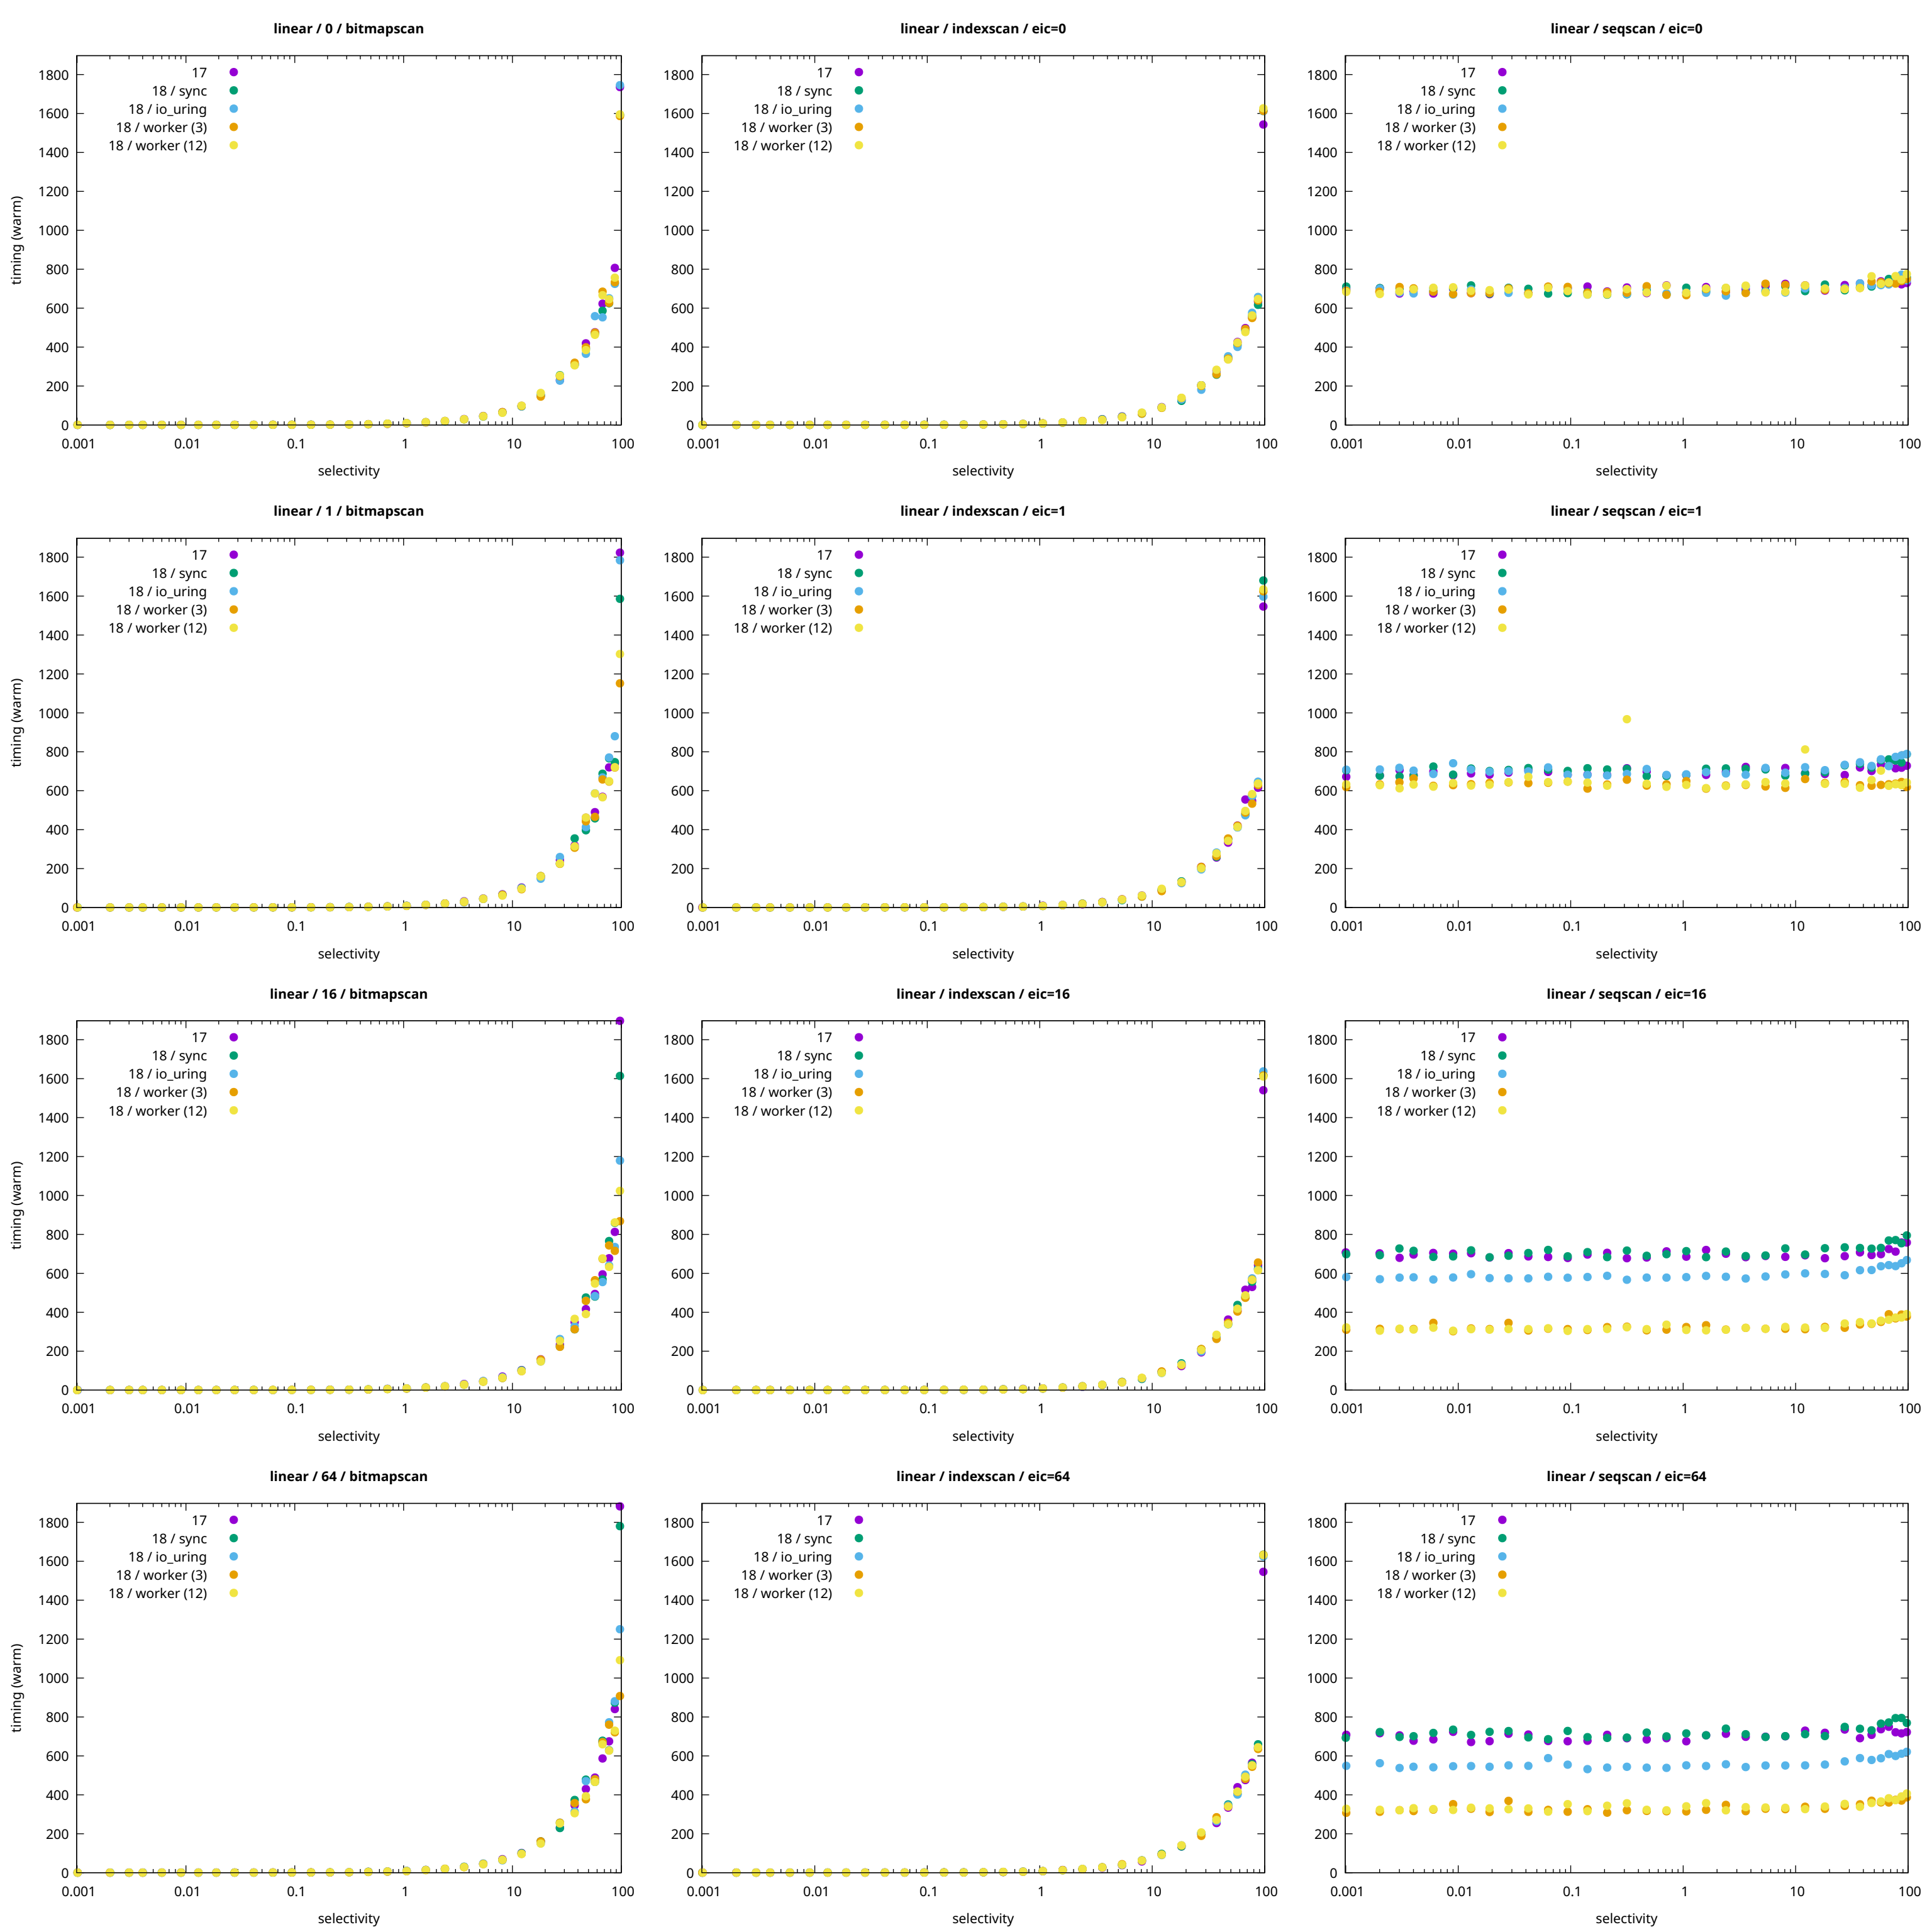 linear / 0 / bitmapscan
timing (warm)
1800
1600
1400
1200
1000
800
600
400
200
0
17
18 / sync
18 / io_uring
18 / worker (3)
18 / worker (12)
0.001 0.01 0.1 1 10 100
selectivity
linear / indexscan / eic=0
1800
1600
1400
1200
1000
800
600
400
200
0
17
18 / sync
18 / io_uring
18 / worker (3)
18 / worker (12)
0.001 0.01 0.1 1 10 100
selectivity
linear / seqscan / eic=0
1800
1600
1400
1200
1000
800
600
400
200
0
17
18 / sync
18 / io_uring
18 / worker (3)
18 / worker (12)
0.001 0.01 0.1 1 10 100
selectivity
linear / 1 / bitmapscan
timing (warm)
1800
1600
1400
1200
1000
800
600
400
200
0
17
18 / sync
18 / io_uring
18 / worker (3)
18 / worker (12)
0.001 0.01 0.1 1 10 100
selectivity
linear / indexscan / eic=1
1800
1600
1400
1200
1000
800
600
400
200
0
17
18 / sync
18 / io_uring
18 / worker (3)
18 / worker (12)
0.001 0.01 0.1 1 10 100
selectivity
linear / seqscan / eic=1
1800
1600
1400
1200
1000
800
600
400
200
0
17
18 / sync
18 / io_uring
18 / worker (3)
18 / worker (12)
0.001 0.01 0.1 1 10 100
selectivity
linear / 16 / bitmapscan
timing (warm)
1800
1600
1400
1200
1000
800
600
400
200
0
17
18 / sync
18 / io_uring
18 / worker (3)
18 / worker (12)
0.001 0.01 0.1 1 10 100
selectivity
linear / indexscan / eic=16
1800
1600
1400
1200
1000
800
600
400
200
0
17
18 / sync
18 / io_uring
18 / worker (3)
18 / worker (12)
0.001 0.01 0.1 1 10 100
selectivity
linear / seqscan / eic=16
1800
1600
1400
1200
1000
800
600
400
200
0
17
18 / sync
18 / io_uring
18 / worker (3)
18 / worker (12)
0.001 0.01 0.1 1 10 100
selectivity
linear / 64 / bitmapscan
timing (warm)
1800
1600
1400
1200
1000
800
600
400
200
0
17
18 / sync
18 / io_uring
18 / worker (3)
18 / worker (12)
0.001 0.01 0.1 1 10 100
selectivity
linear / indexscan / eic=64
1800
1600
1400
1200
1000
800
600
400
200
0
17
18 / sync
18 / io_uring
18 / worker (3)
18 / worker (12)
0.001 0.01 0.1 1 10 100
selectivity
linear / seqscan / eic=64
1800
1600
1400
1200
1000
800
600
400
200
0
17
18 / sync
18 / io_uring
18 / worker (3)
18 / worker (12)
0.001 0.01 0.1 1 10 100
selectivity